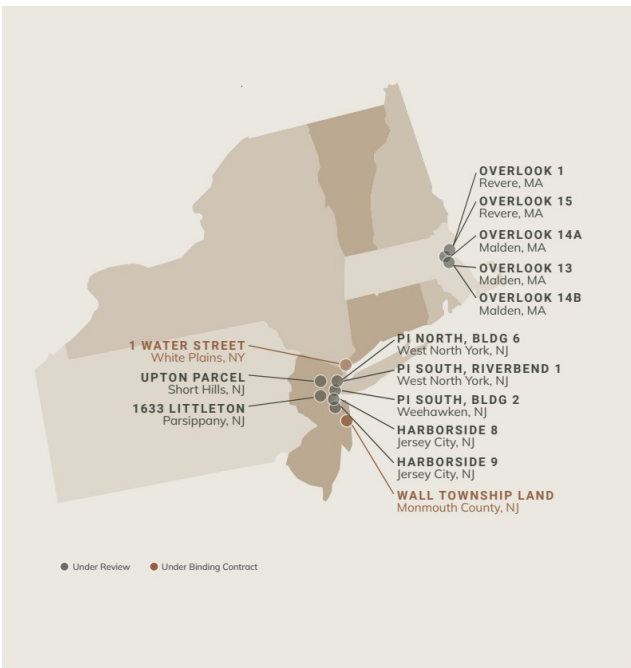 OVERLOOK 1
Revere, MA
OVERLOOK 15
Revere, MA
OVERLOOK 14A
Malden, MA
OVERLOOK 13
Malden, MA
OVERLOOK 14B
Malden, MA
1 WATER STREET
White Plains, NY
UPTON PARCEL
Short Hills, NJ
1633 LITTLETON
Parsippany, NJ
PI NORTH, BLDG 6
West North York, NJ
PI SOUTH, RIVERBEND 1
West North York, NJ
PI SOUTH, BLDG 2
Weehawken, NJ
HARBORSIDE 8
Jersey City, NJ
HARBORSIDE 9
Jersey City, NJ
WALL TOWNSHIP LAND
Monmouth County, NJ
Under Review
Under Binding Contract